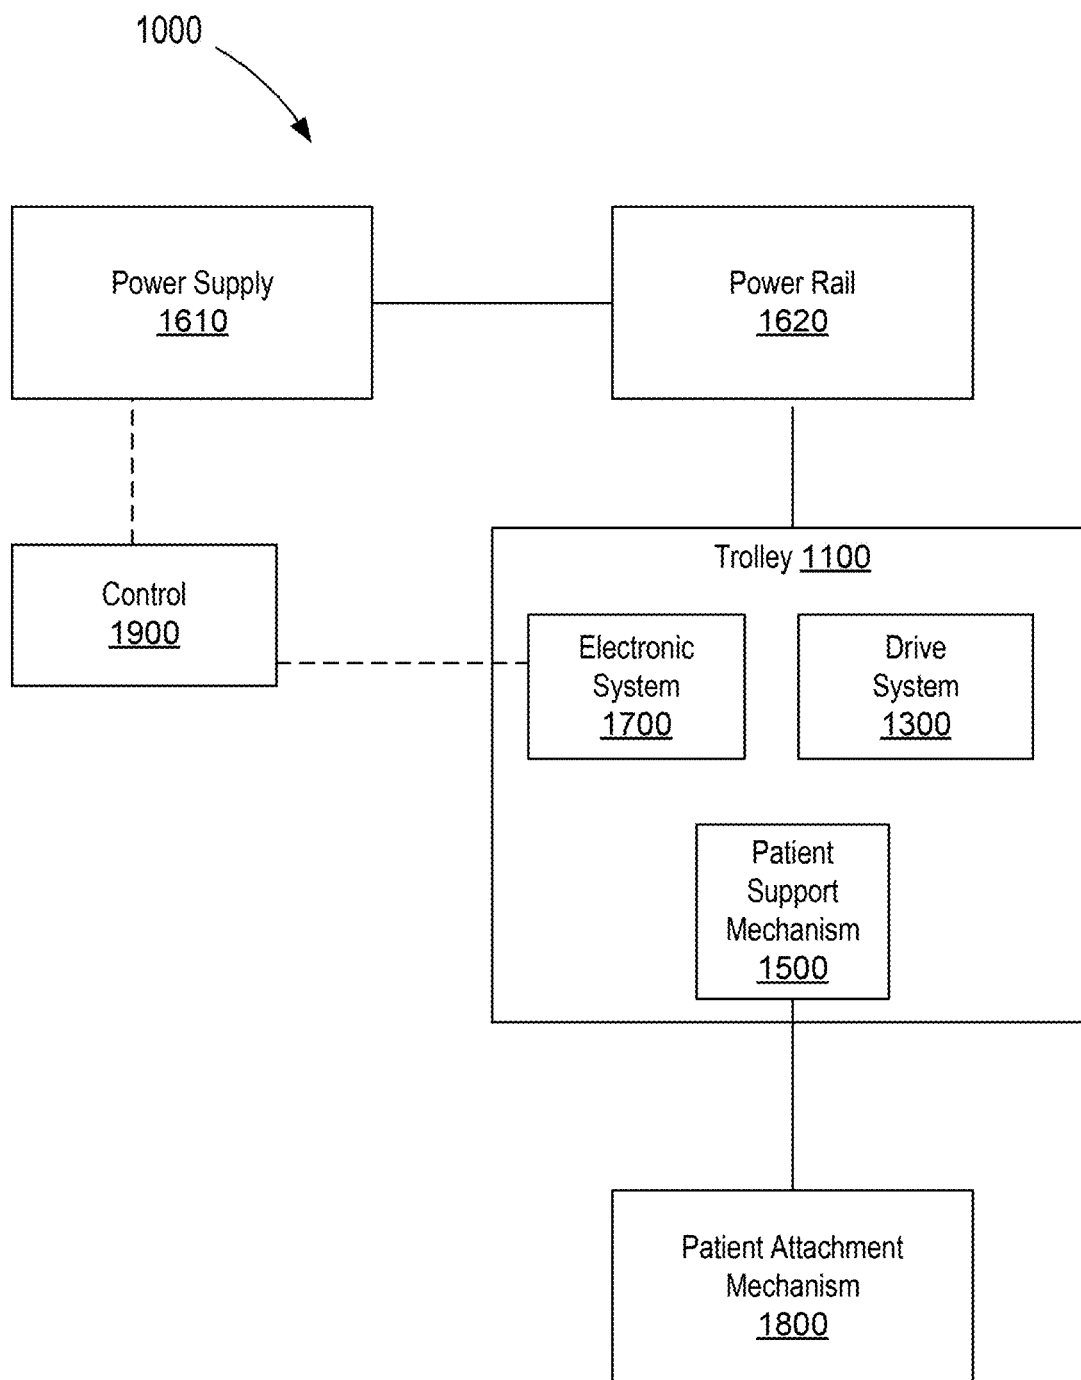 1000
Power Supply
1610
Power Rail
1620
Control
1900
Trolley 1100
Electronic
System
1700
Drive
System
1300
Patient
Support
Mechanism
1500
Patient Attachment
Mechanism
1800